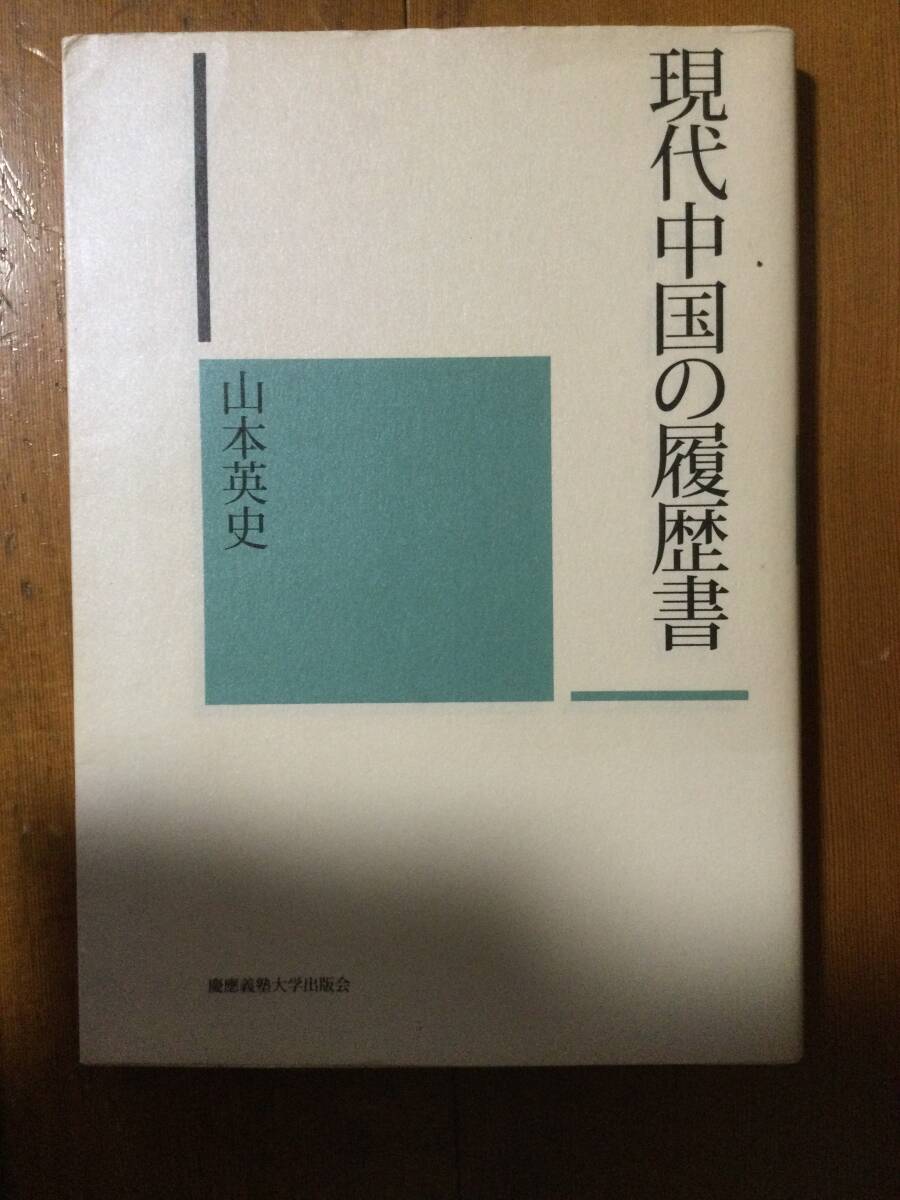 現代中国の履歴書
山本英史
慶應義塾大学出版会